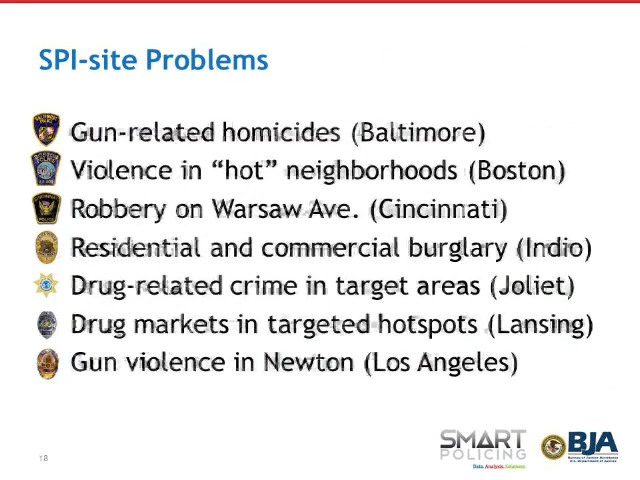 SPI-site Problems
Gun-related homicides (Baltimore)
Violence in “hot” neighborhoods (Boston)
Robbery on Warsaw Ave. (Cincinnati)
Residential and commercial burglary (Indio)
Drug-related crime in target areas (Joliet)
Drug markets in targeted hotspots (Lansing)
Gun violence in Newton (Los Angeles)
18
SMART
POLICING
Data. Analysis. Solutions.
BJA
Bureau of Justice Assistance
U.S. Department of Justice